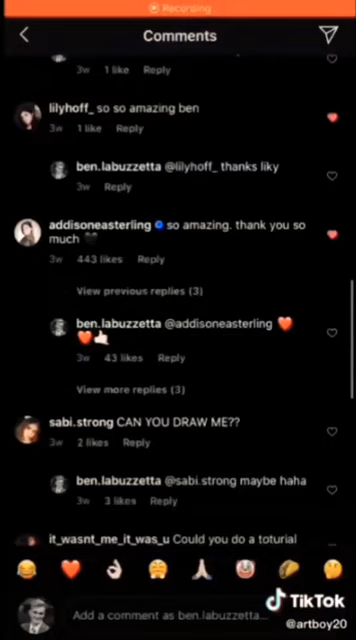 Recording
Comments
3w 1 like Reply
lilyhoff_ so so amazing ben
3w 1 like Reply
ben.labuzzetta @lilyhoff_ thanks liky
3w Reply
addisoneasterling so amazing. thank you so
much 🖤
3w 443 likes Reply
View previous replies (3)
ben.labuzzetta @addisoneasterling ❤️
❤️🤙🏻
3w 43 likes Reply
View more replies (3)
sabi.strong CAN YOU DRAW ME??
3w 2 likes Reply
ben.labuzzetta @sabi.strong maybe haha
3w 3 likes Reply
it_wasnt_me_it_was_u Could you do a toturial
😂 ❤️ 👌🏻 😤 🙏🏻 🤡 🌮 🤔
Add a comment as ben.labuzzetta...
TikTok
@artboy20